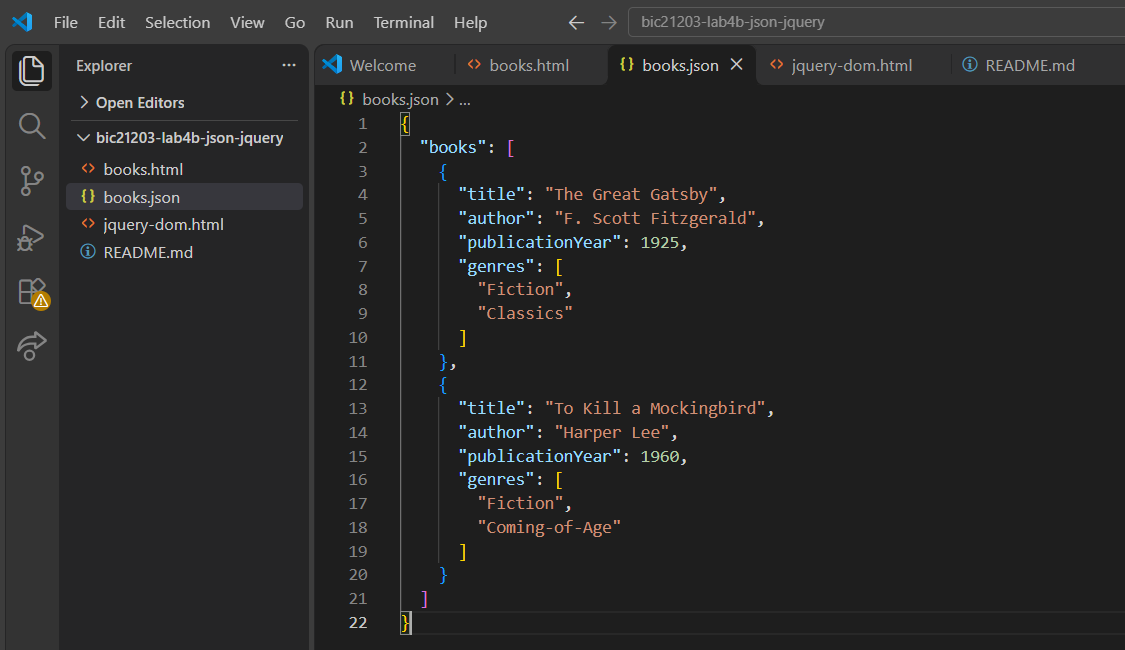 File Edit Selection View Go Run Terminal Help bic21203-lab4b-json-jquery
Explorer
Open Editors
bic21203-lab4b-json-jquery
books.html
books.json
jquery-dom.html
README.md
Welcome books.html books.json jquery-dom.html README.md
books.json > ...
1 {
2 "books": [
3 {
4 "title": "The Great Gatsby",
5 "author": "F. Scott Fitzgerald",
6 "publicationYear": 1925,
7 "genres": [
8 "Fiction",
9 "Classics"
10 ]
11 },
12 {
13 "title": "To Kill a Mockingbird",
14 "author": "Harper Lee",
15 "publicationYear": 1960,
16 "genres": [
17 "Fiction",
18 "Coming-of-Age"
19 ]
20 }
21 ]
22 }